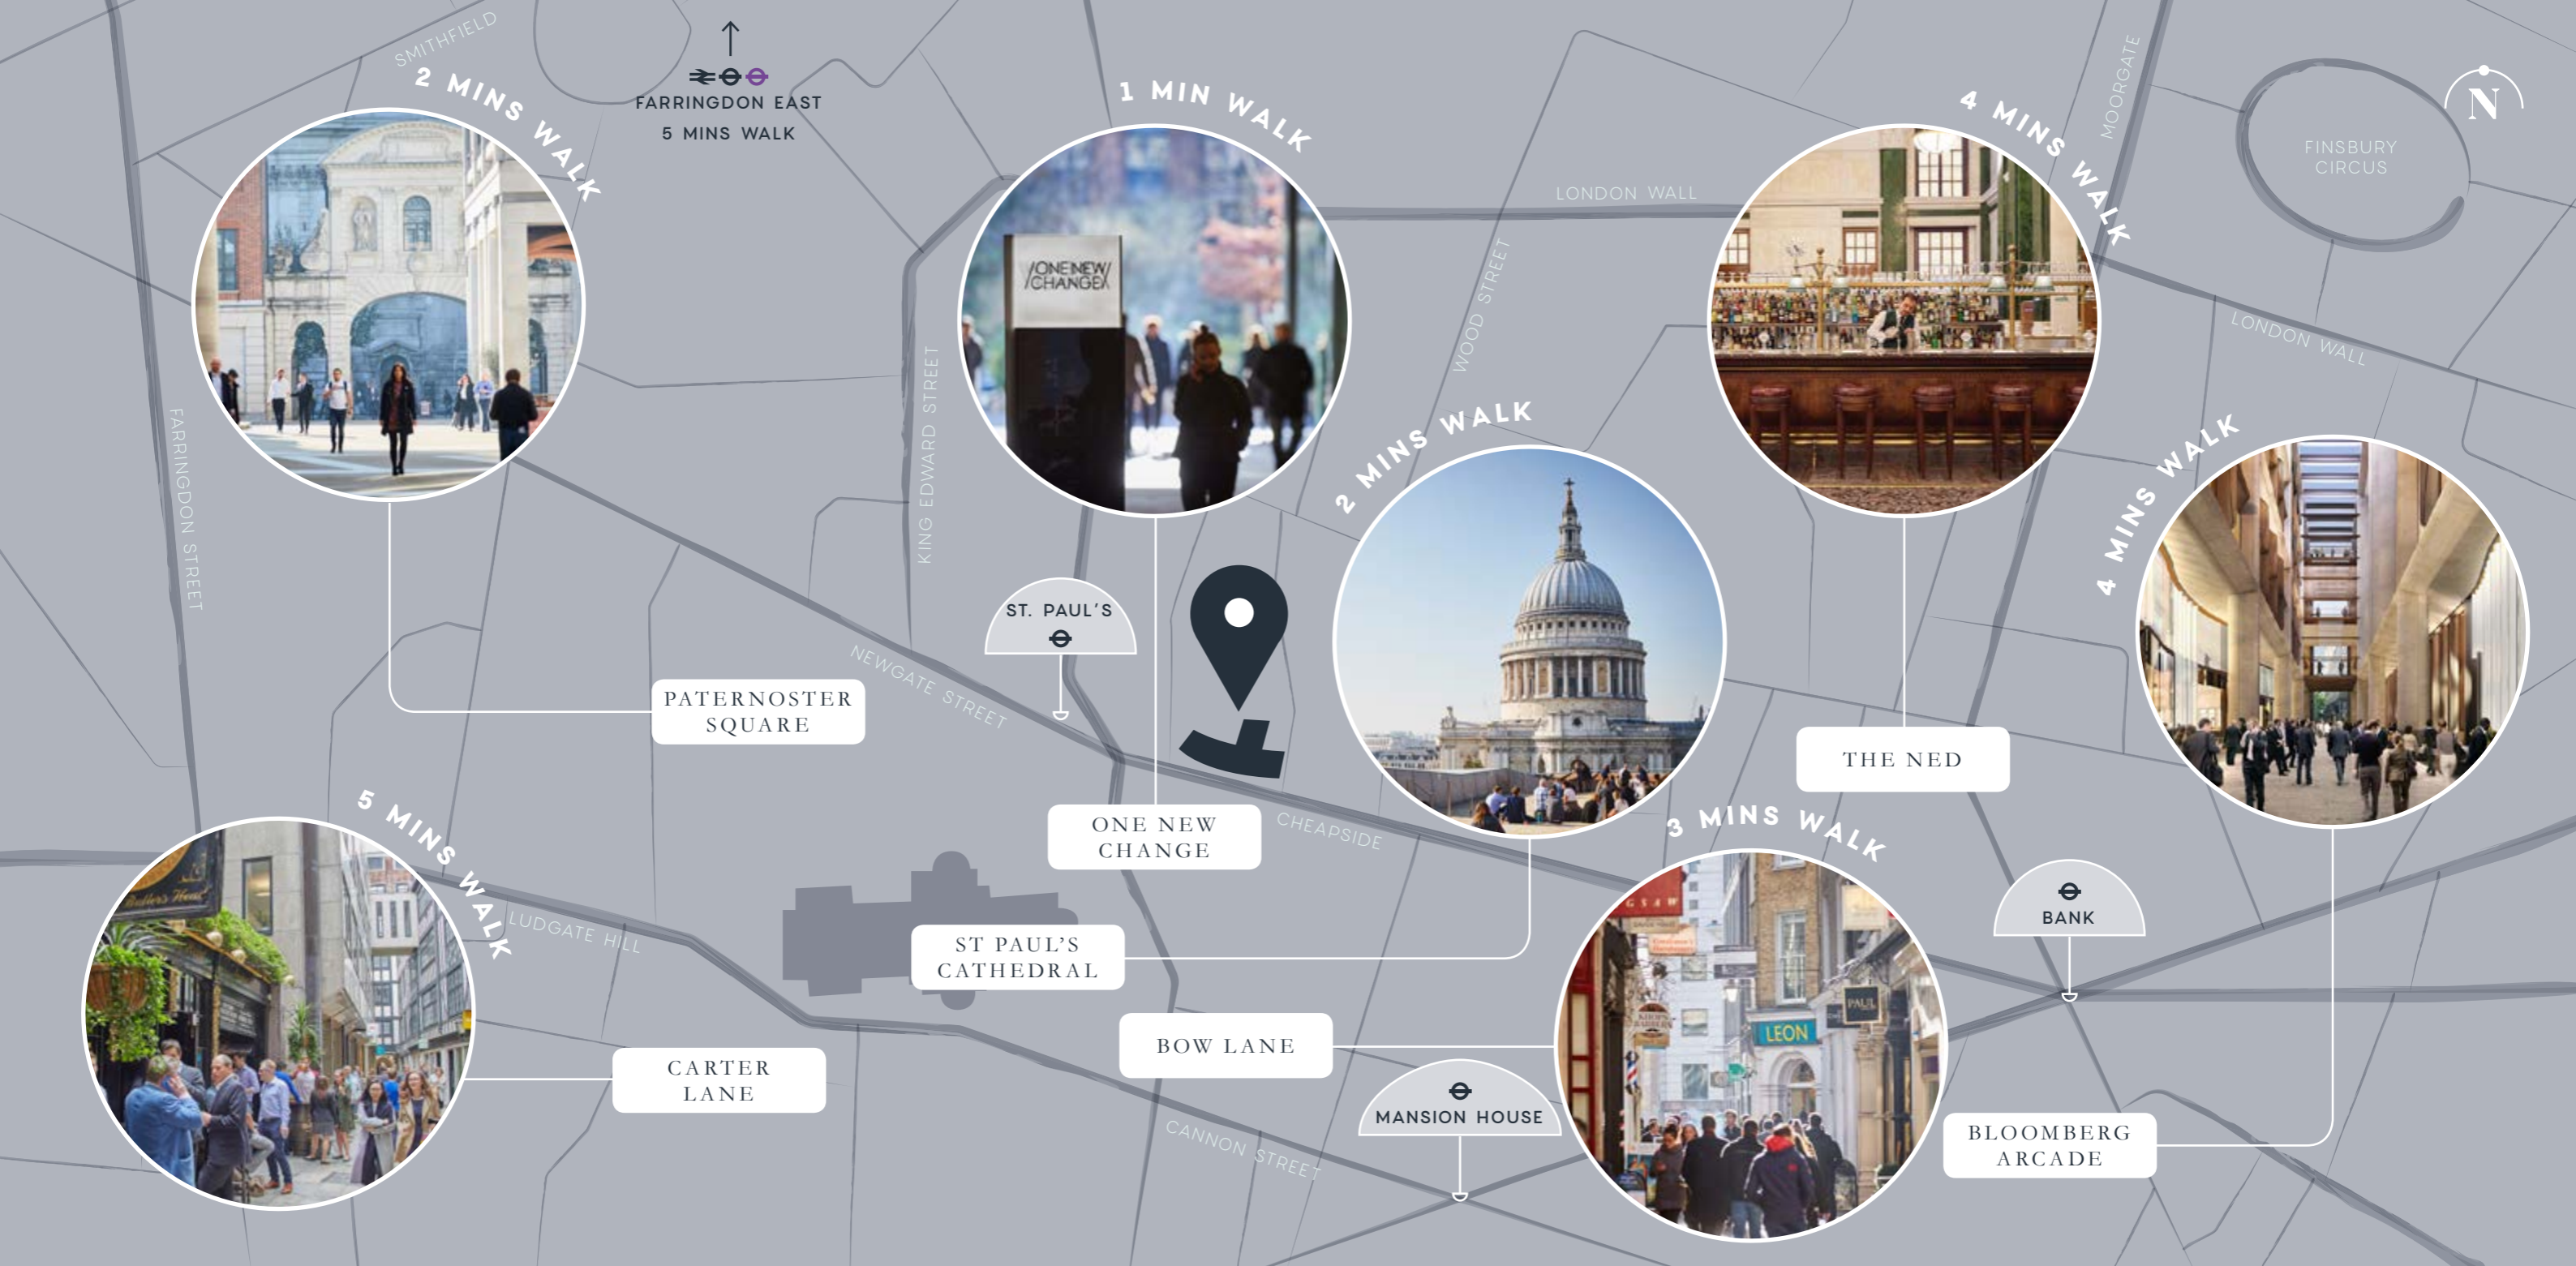 SMITHFIELD
2 MINS WALK
FARRINGDON EAST
5 MINS WALK
1 MIN WALK
/ONE NEW/
/CHANGE/
LONDON WALL
WOOD STREET
4 MINS WALK
MOORGATE
FINSBURY
CIRCUS
N
LONDON WALL
FARRINGDON STREET
KING EDWARD STREET
2 MINS WALK
4 MINS WALK
ST. PAUL'S
NEWGATE STREET
PATERNOSTER
SQUARE
THE NED
ONE NEW
CHANGE
CHEAPSIDE
5 MINS WALK
LUDGATE HILL
ST PAUL'S
CATHEDRAL
3 MINS WALK
BANK
LEON
PAUL
BOW LANE
CARTER
LANE
MANSION HOUSE
CANNON STREET
BLOOMBERG
ARCADE